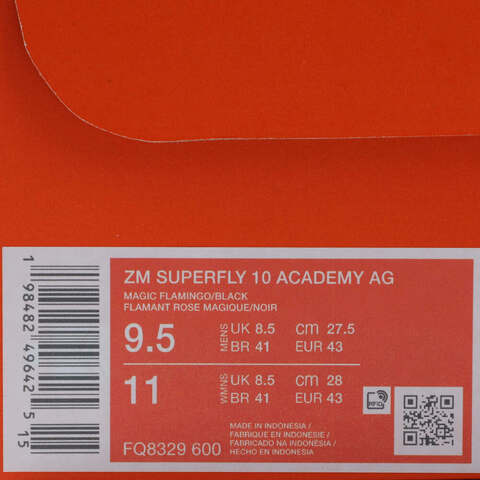 ZM SUPERFLY 10 ACADEMY AG
MAGIC FLAMINGO/BLACK
FLAMANT ROSE MAGIQUE/NOIR
9.5 MENS UK 8.5 cm 27.5
BR 41 EUR 43
11 WMNS UK 8.5 cm 28
BR 41 EUR 43
RFID
MADE IN INDONESIA/
FABRIQUE EN INDONESIE/
FABRICADO NA INDONÉSIA/
HECHO EN INDONESIA
FQ8329 600
1 98482 49642 5 15